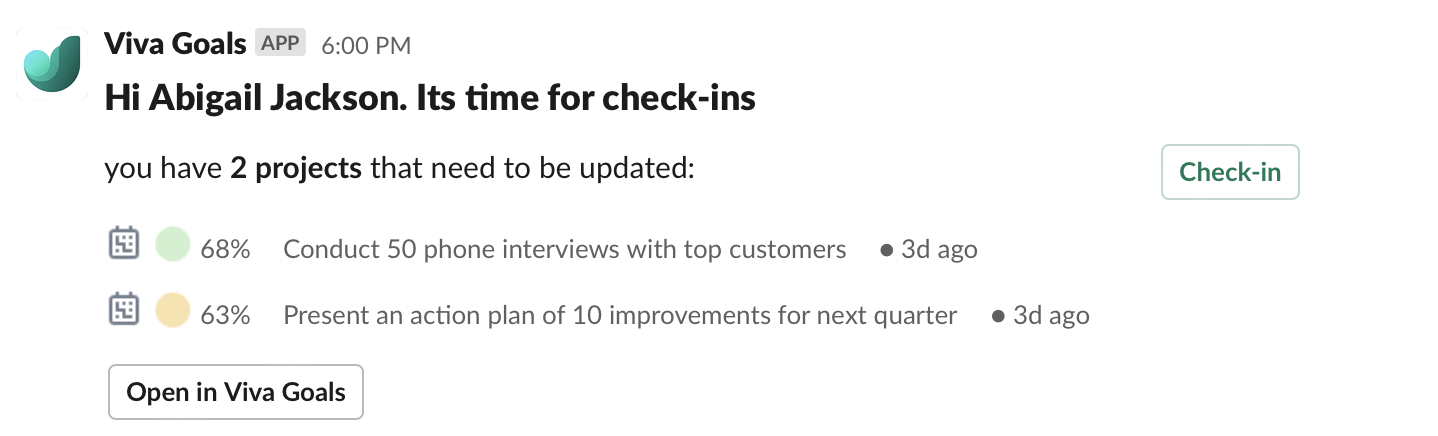 Viva Goals APP 6:00 PM
Hi Abigail Jackson. Its time for check-ins
you have 2 projects that need to be updated:
Check-in
68% Conduct 50 phone interviews with top customers ● 3d ago
63% Present an action plan of 10 improvements for next quarter ● 3d ago
Open in Viva Goals